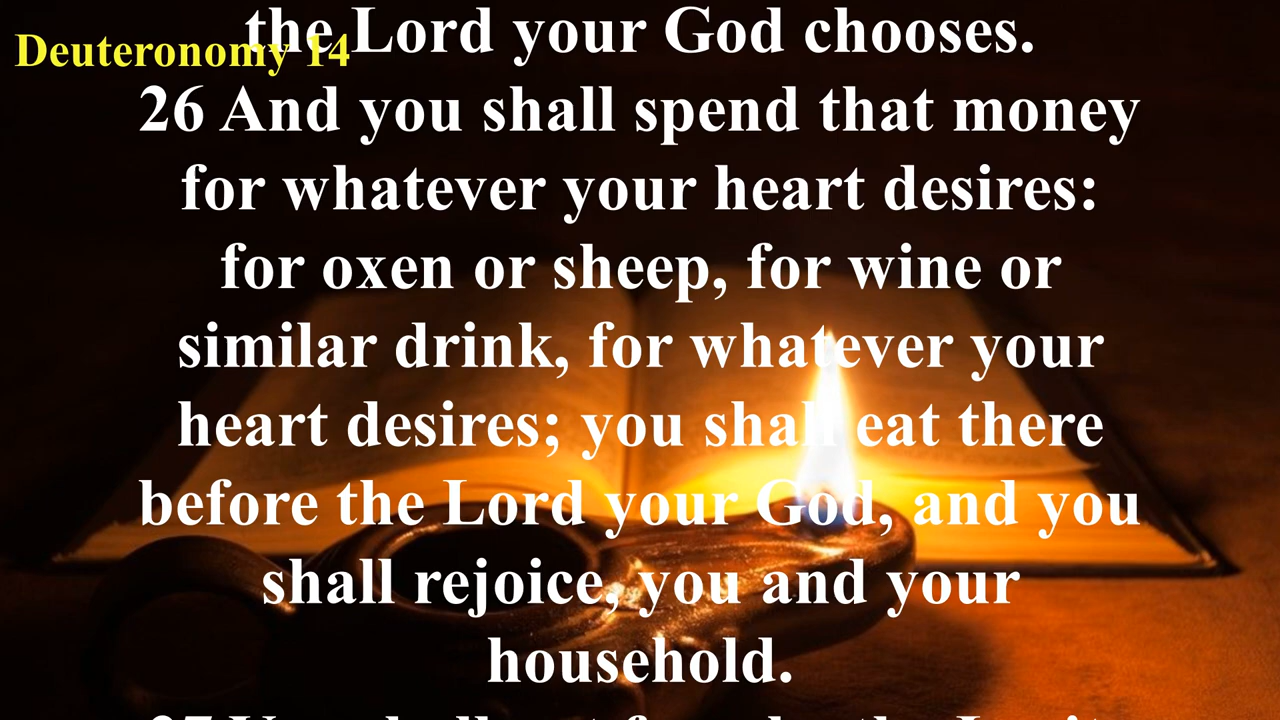 the Lord your God chooses.
Deuteronomy 14
26 And you shall spend that money
for whatever your heart desires:
for oxen or sheep, for wine or
similar drink, for whatever your
heart desires; you shall eat there
before the Lord your God, and you
shall rejoice, you and your
household.